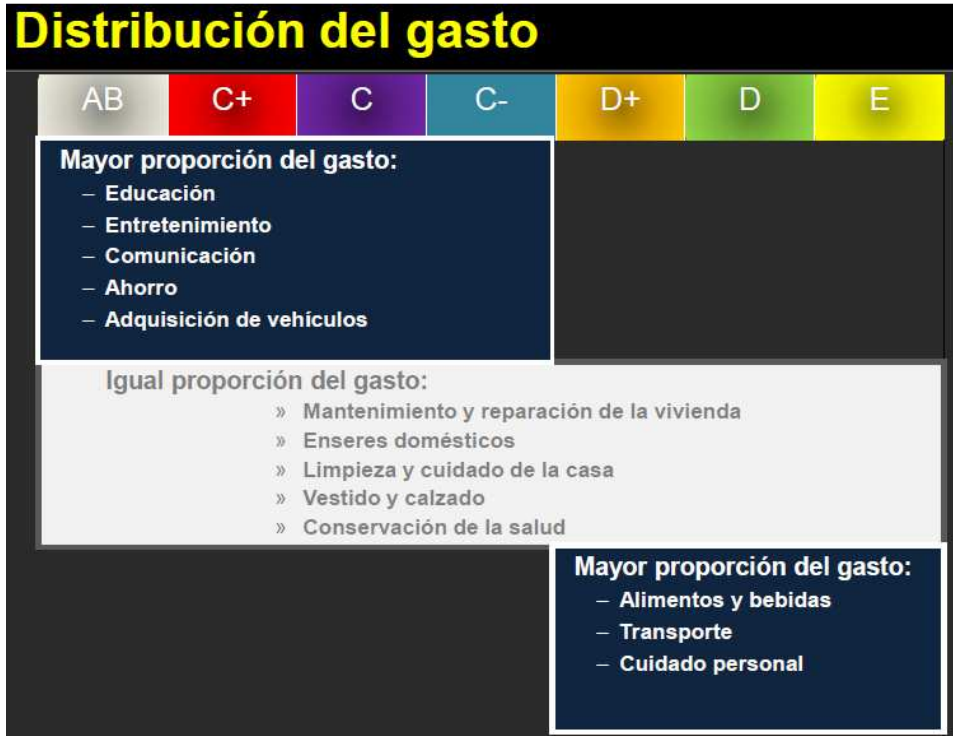 Distribución del gasto
AB C+ C C- D+ D E
Mayor proporción del gasto:
– Educación
– Entretenimiento
– Comunicación
– Ahorro
– Adquisición de vehículos
Igual proporción del gasto:
» Mantenimiento y reparación de la vivienda
» Enseres domésticos
» Limpieza y cuidado de la casa
» Vestido y calzado
» Conservación de la salud
Mayor proporción del gasto:
– Alimentos y bebidas
– Transporte
– Cuidado personal